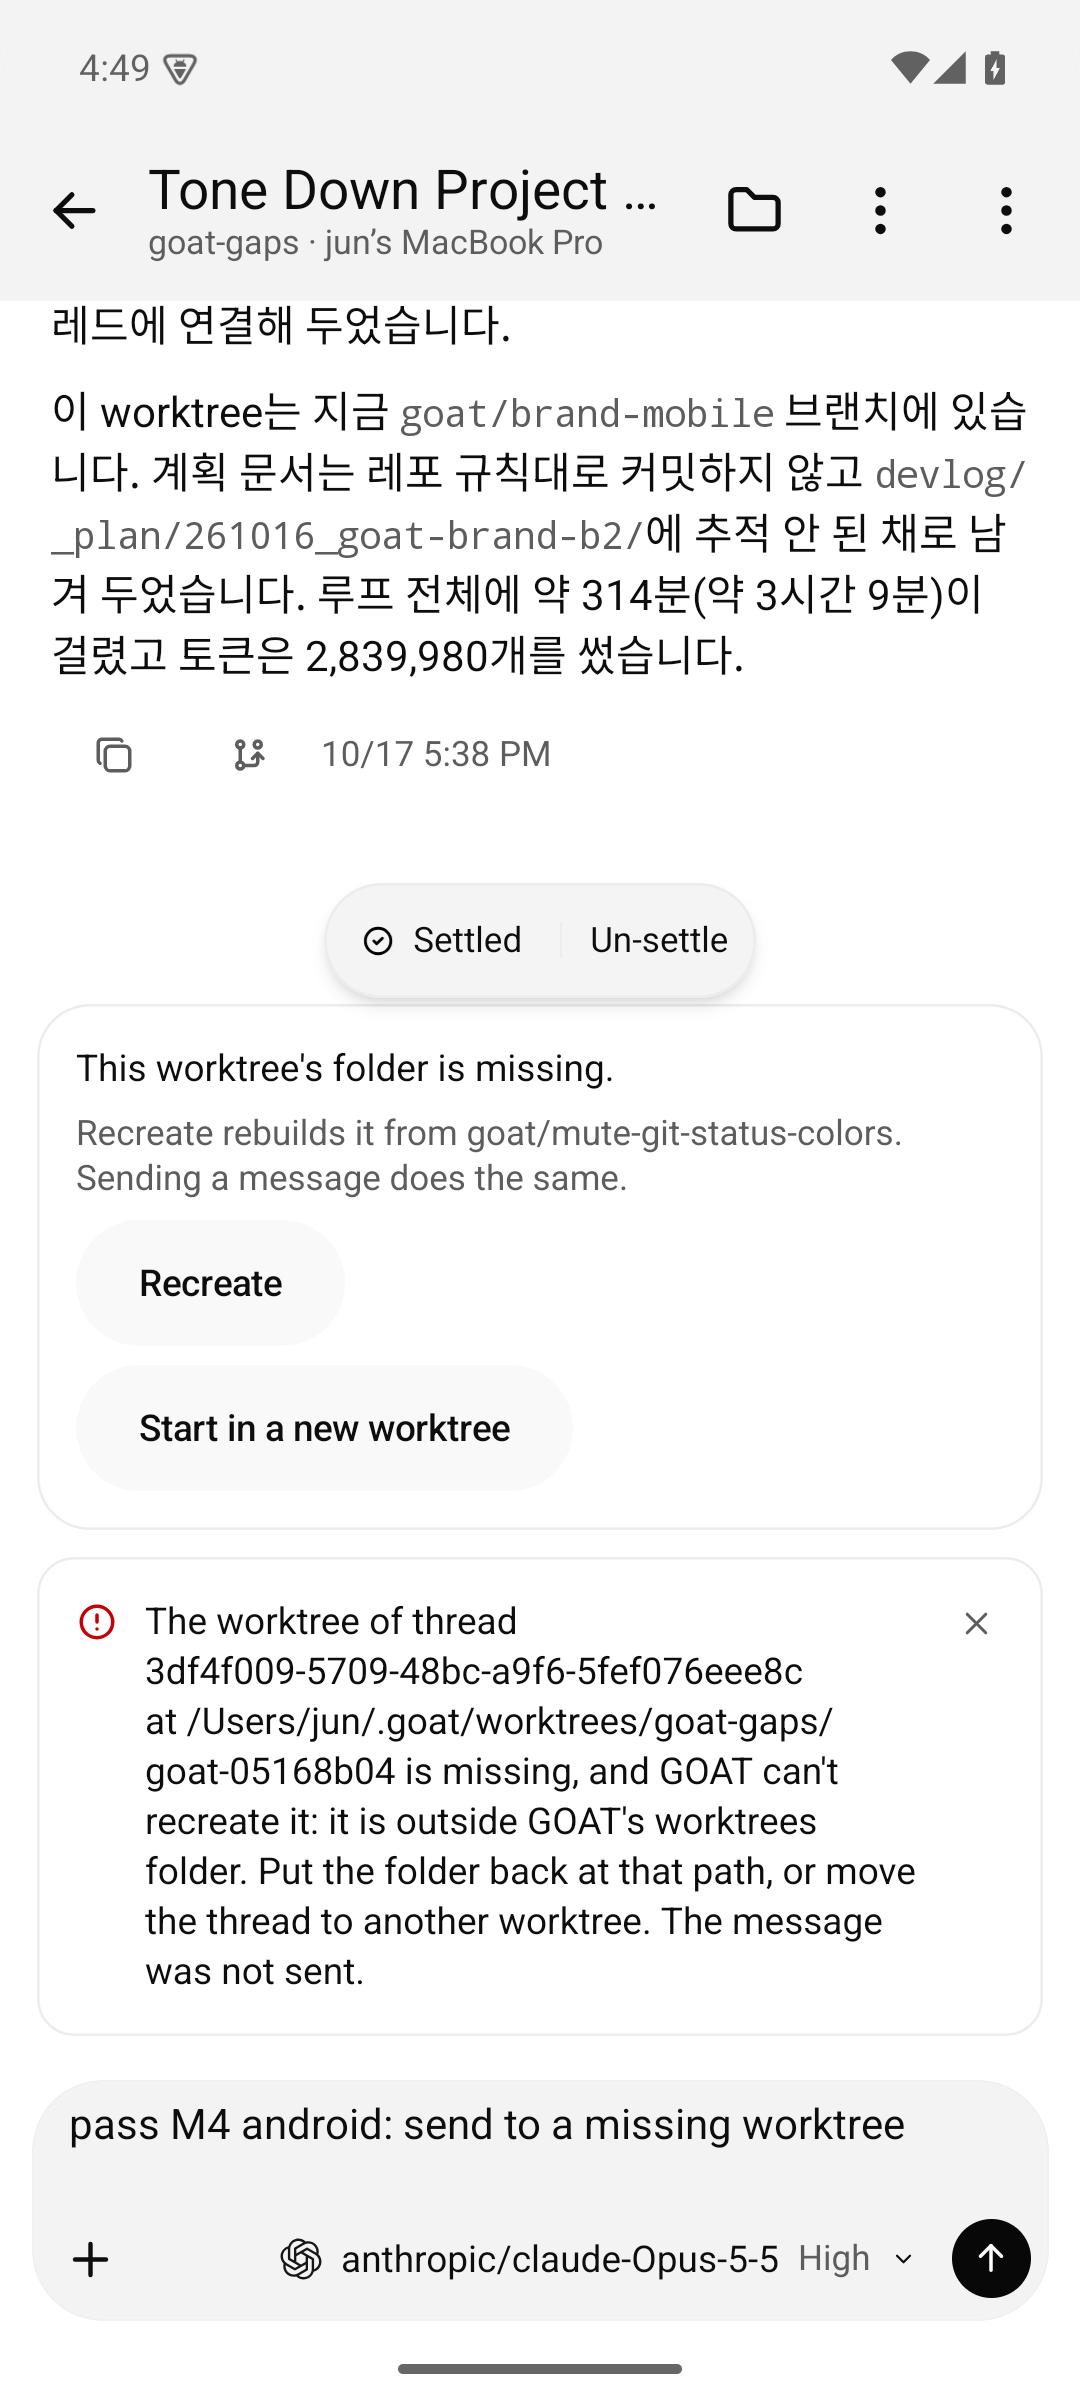 4:49
Tone Down Project ...
goat-gaps · jun’s MacBook Pro
레드에 연결해 두었습니다.
이 worktree는 지금 goat/brand-mobile 브랜치에 있습
니다. 계획 문서는 레포 규칙대로 커밋하지 않고 devlog/
_plan/261016_goat-brand-b2/에 추적 안 된 채로 남
겨 두었습니다. 루프 전체에 약 314분(약 3시간 9분)이
걸렸고 토큰은 2,839,980개를 썼습니다.
10/17 5:38 PM
Settled
Un-settle
This worktree's folder is missing.
Recreate rebuilds it from goat/mute-git-status-colors.
Sending a message does the same.
Recreate
Start in a new worktree
The worktree of thread
3df4f009-5709-48bc-a9f6-5fef076eee8c
at /Users/jun/.goat/worktrees/goat-gaps/
goat-05168b04 is missing, and GOAT can't
recreate it: it is outside GOAT's worktrees
folder. Put the folder back at that path, or move
the thread to another worktree. The message
was not sent.
pass M4 android: send to a missing worktree
anthropic/claude-Opus-5-5 High